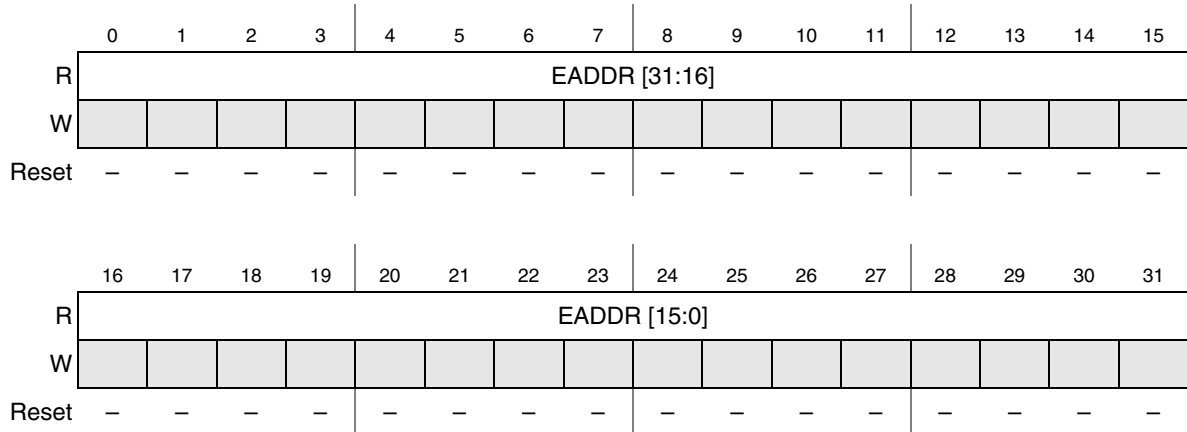 0 1 2 3 4 5 6 7 8 9 10 11 12 13 14 15
R EADDR [31:16]
W
Reset – – – – – – – – – – – – – – – –
16 17 18 19 20 21 22 23 24 25 26 27 28 29 30 31
R EADDR [15:0]
W
Reset – – – – – – – – – – – – – – – –